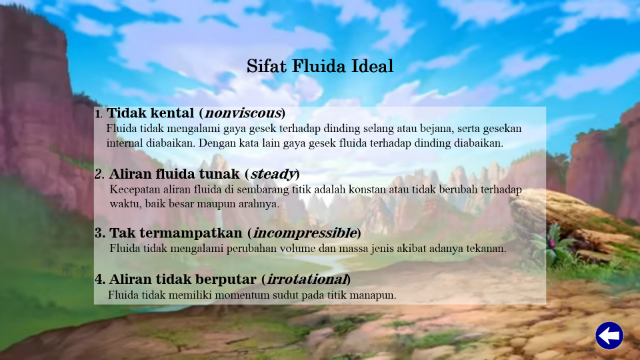 Sifat Fluida Ideal
1. Tidak kental (nonviscous)
Fluida tidak mengalami gaya gesek terhadap dinding selang atau bejana, serta gesekan
internal diabaikan. Dengan kata lain gaya gesek fluida terhadap dinding diabaikan.
2. Aliran fluida tunak (steady)
Kecepatan aliran fluida di sembarang titik adalah konstan atau tidak berubah terhadap
waktu, baik besar maupun arahnya.
3. Tak termampatkan (incompressible)
Fluida tidak mengalami perubahan volume dan massa jenis akibat adanya tekanan.
4. Aliran tidak berputar (irrotational)
Fluida tidak memiliki momentum sudut pada titik manapun.